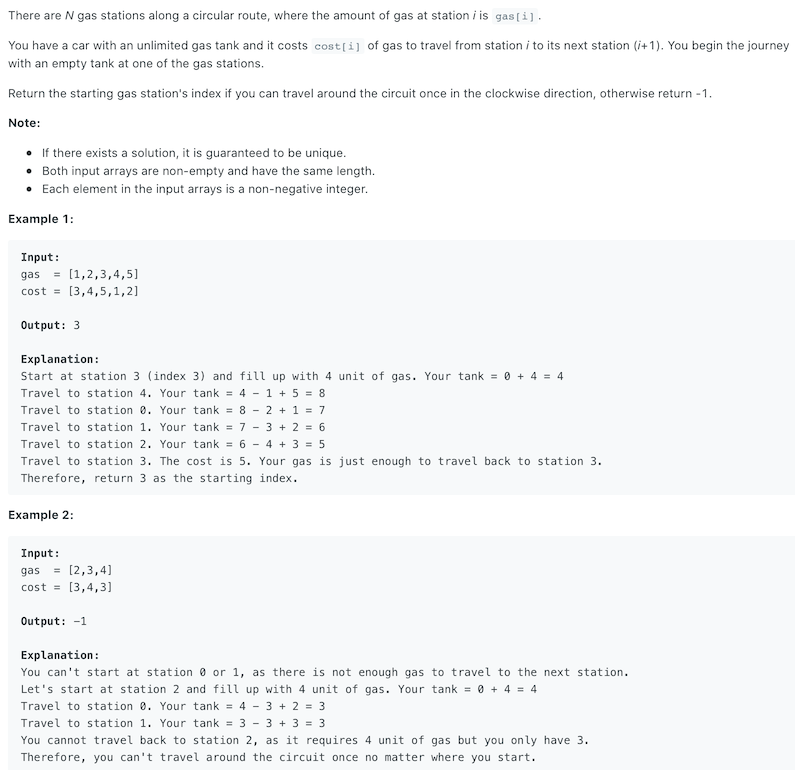 There are N gas stations along a circular route, where the amount of gas at station i is gas[i].
You have a car with an unlimited gas tank and it costs cost[i] of gas to travel from station i to its next station (i+1). You begin the journey
with an empty tank at one of the gas stations.
Return the starting gas station's index if you can travel around the circuit once in the clockwise direction, otherwise return -1.
Note:
• If there exists a solution, it is guaranteed to be unique.
• Both input arrays are non-empty and have the same length.
• Each element in the input arrays is a non-negative integer.
Example 1:
Input:
gas  = [1,2,3,4,5]
cost = [3,4,5,1,2]
Output: 3
Explanation:
Start at station 3 (index 3) and fill up with 4 unit of gas. Your tank = 0 + 4 = 4
Travel to station 4. Your tank = 4 - 1 + 5 = 8
Travel to station 0. Your tank = 8 - 2 + 1 = 7
Travel to station 1. Your tank = 7 - 3 + 2 = 6
Travel to station 2. Your tank = 6 - 4 + 3 = 5
Travel to station 3. The cost is 5. Your gas is just enough to travel back to station 3.
Therefore, return 3 as the starting index.
Example 2:
Input:
gas  = [2,3,4]
cost = [3,4,3]
Output: -1
Explanation:
You can't start at station 0 or 1, as there is not enough gas to travel to the next station.
Let's start at station 2 and fill up with 4 unit of gas. Your tank = 0 + 4 = 4
Travel to station 0. Your tank = 4 - 3 + 2 = 3
Travel to station 1. Your tank = 3 - 3 + 3 = 3
You cannot travel back to station 2, as it requires 4 unit of gas but you only have 3.
Therefore, you can't travel around the circuit once no matter where you start.